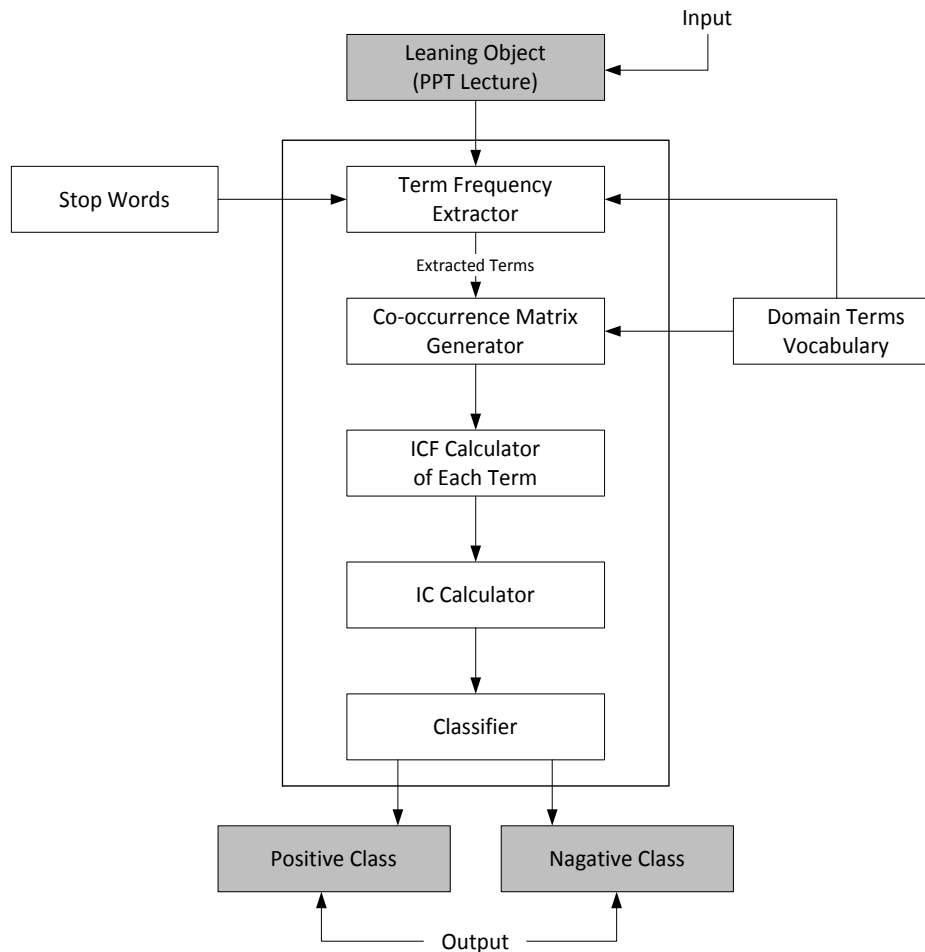 Input
Leaning Object
(PPT Lecture)
Stop Words
Term Frequency
Extractor
Extracted Terms
Co-occurrence Matrix
Generator
Domain Terms
Vocabulary
ICF Calculator
of Each Term
IC Calculator
Classifier
Positive Class
Nagative Class
Output